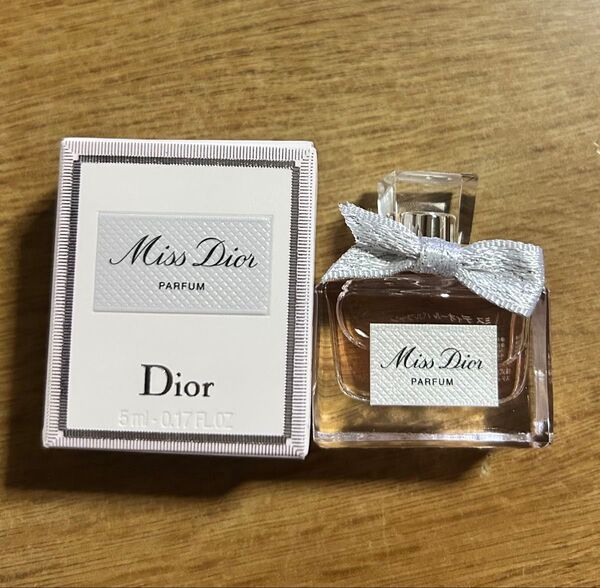 Miss Dior
PARFUM
Dior
5 ml - 0.17 FL.OZ
Miss Dior
PARFUM